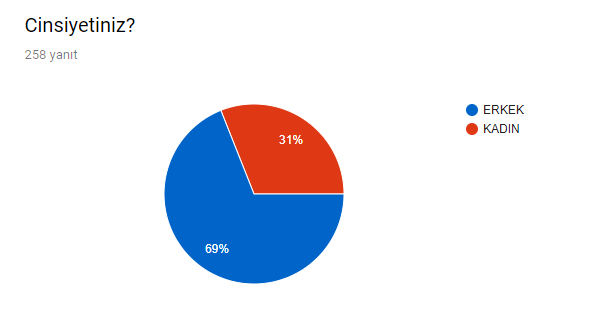 Cinsiyetiniz?
258 yanıt
ERKEK
KADIN
31%
69%